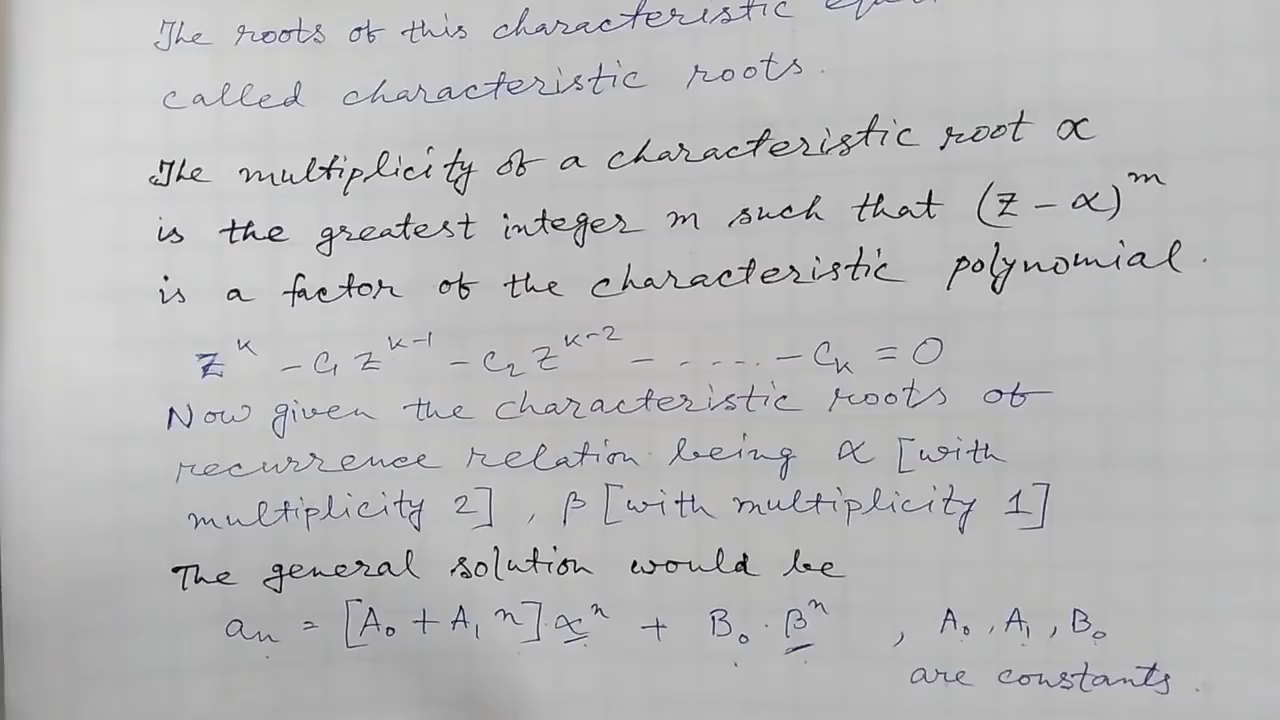 The roots of this characteristic
called characteristic roots.
The multiplicity of a characteristic root α
is the greatest integer m such that (z - α)^m
is a factor of the characteristic polynomial.
z^k - c₁ z^{k-1} - c₂ z^{k-2} - ..... - c_k = 0
Now given the characteristic roots of
recurrence relation being α [with
multiplicity 2], β [with multiplicity 1]
The general solution would be
a_n = [A₀ + A₁ n] α^n + B₀ . β^n , A₀, A₁, B₀
are constants.